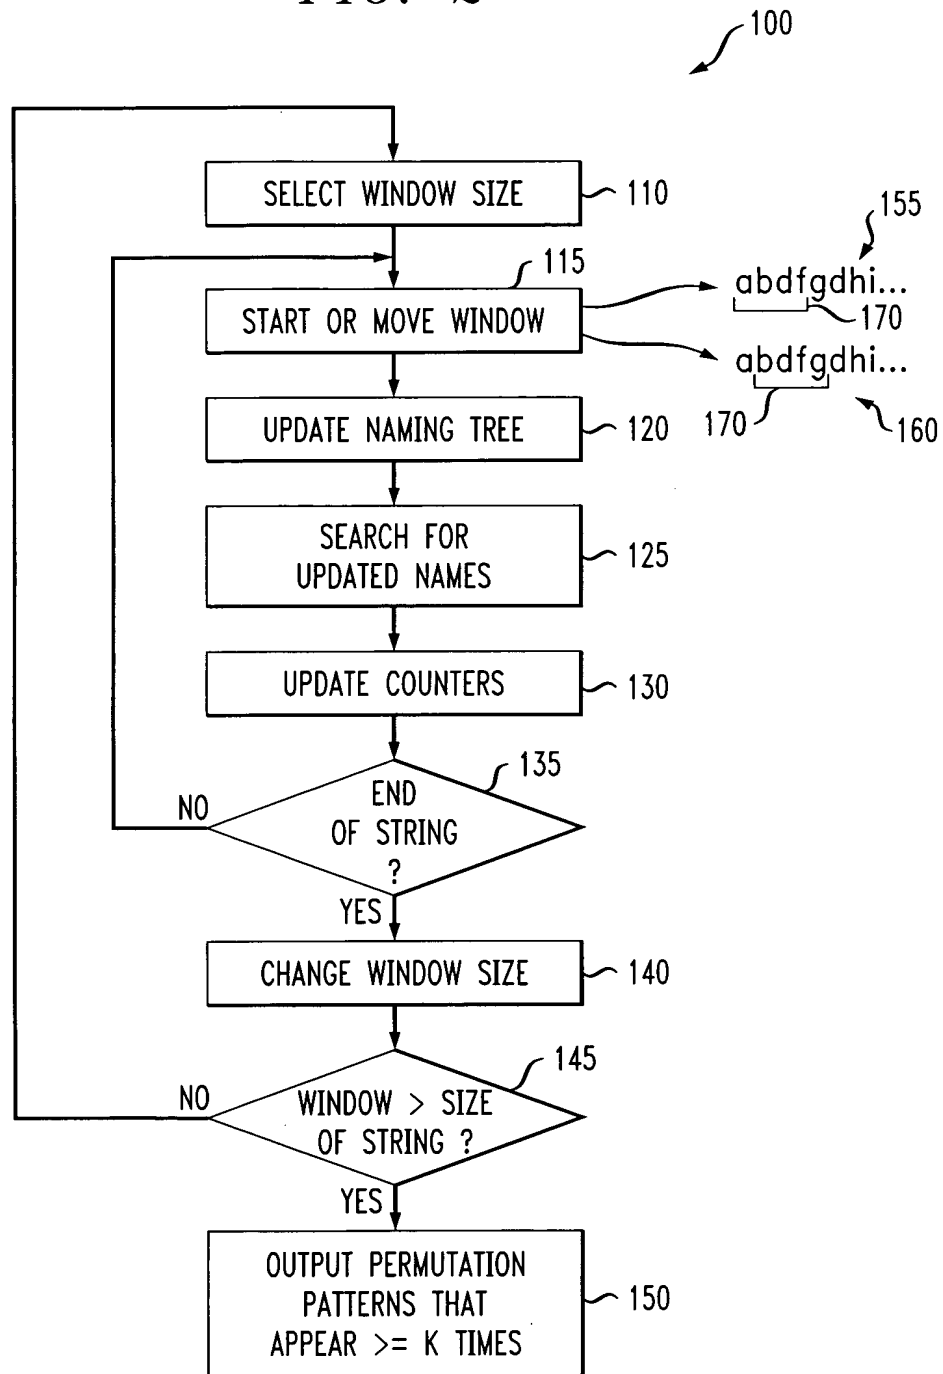 FIG. 2
100
SELECT WINDOW SIZE
110
155
115
abdfgdhi...
START OR MOVE WINDOW
170
abdfgdhi...
170
160
UPDATE NAMING TREE
120
SEARCH FOR
UPDATED NAMES
125
UPDATE COUNTERS
130
135
NO
END
OF STRING
?
YES
CHANGE WINDOW SIZE
140
145
NO
WINDOW > SIZE
OF STRING ?
YES
OUTPUT PERMUTATION
PATTERNS THAT
APPEAR >= K TIMES
150